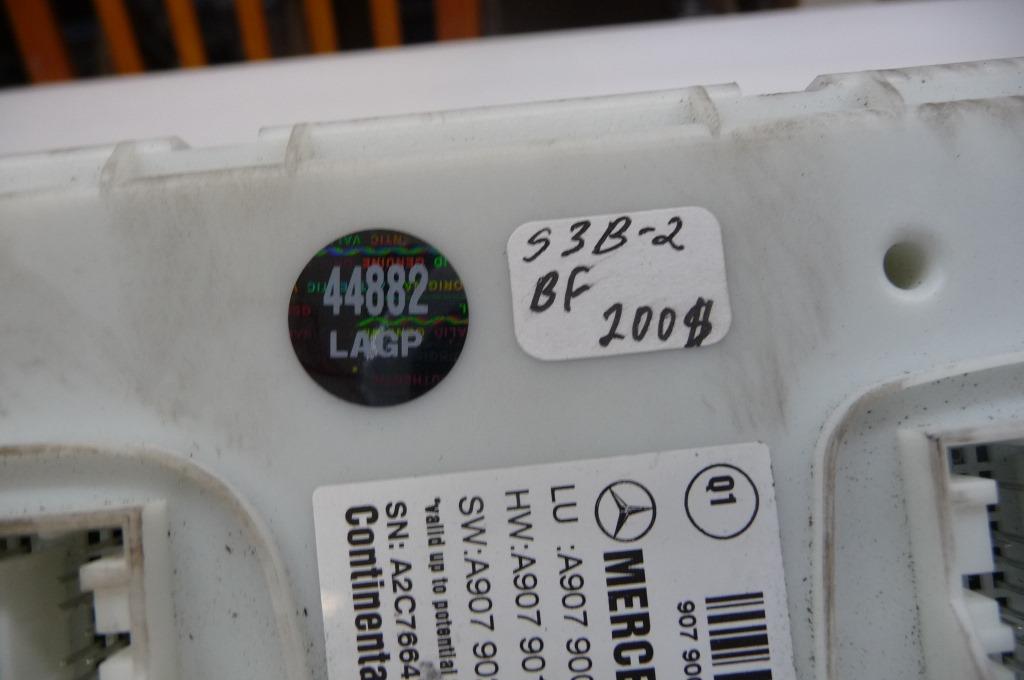 44882
LAGP
S3B-2
BF
200$
Q1
907 90
MERCE
LU :A907 90
HW:A907 901
SW:A907 90
*valid up to potential
SN: A2C7664
Continenta